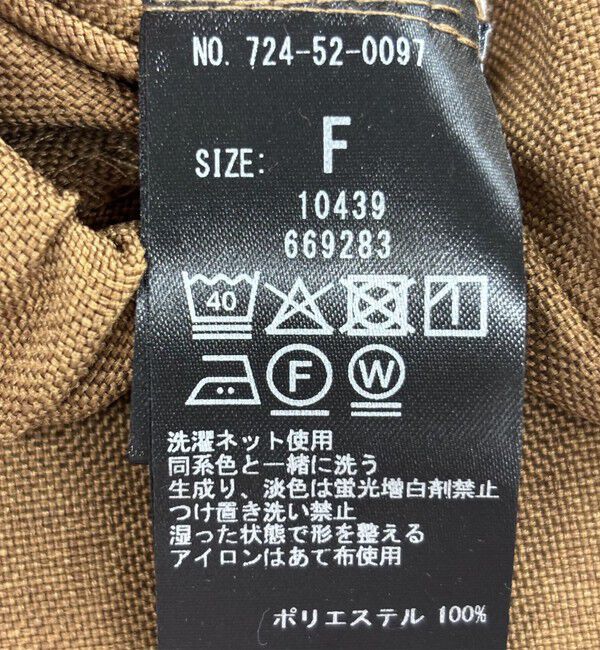 NO. 724-52-0097
SIZE: F
10439
669283
40
F W
洗濯ネット使用
同系色と一緒に洗う
生成り、淡色は蛍光増白剤禁止
つけ置き洗い禁止
湿った状態で形を整える
アイロンはあて布使用
ポリエステル 100%